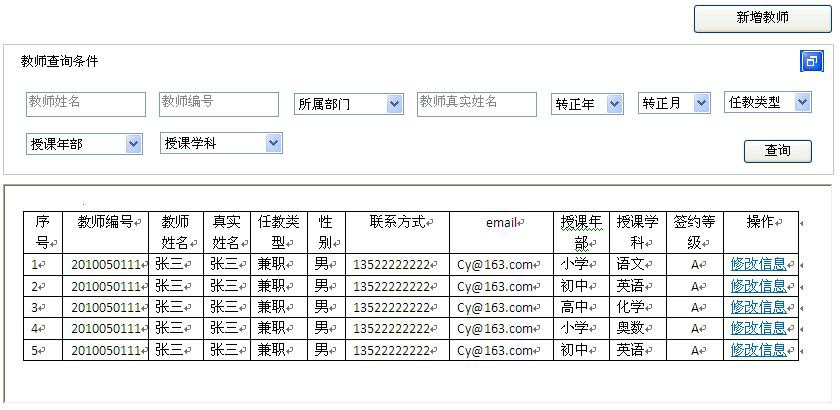 新增教师
教师查询条件
教师姓名 教师编号 所属部门 教师真实姓名 转正年 转正月 任教类型
授课年部 授课学科 查询
序号 教师编号 教师姓名 真实姓名 任教类型 性别 联系方式 email 授课年部 授课学科 签约等级 操作
1 2010050111 张三 张三 兼职 男 13522222222 Cy@163.com 小学 语文 A 修改信息
2 2010050111 张三 张三 兼职 男 13522222222 Cy@163.com 初中 英语 A 修改信息
3 2010050111 张三 张三 兼职 男 13522222222 Cy@163.com 高中 化学 A 修改信息
4 2010050111 张三 张三 兼职 男 13522222222 Cy@163.com 小学 奥数 A 修改信息
5 2010050111 张三 张三 兼职 男 13522222222 Cy@163.com 初中 英语 A 修改信息